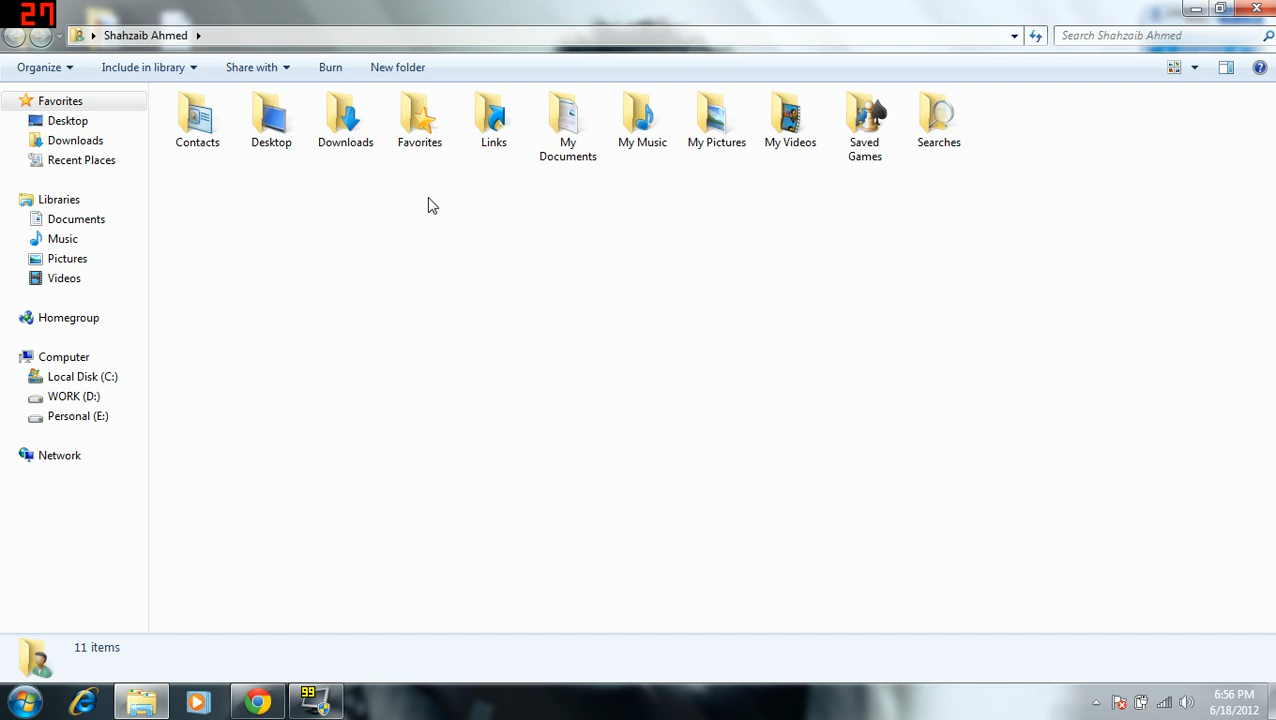 27
Shahzaib Ahmed
Search Shahzaib Ahmed
Organize Include in library Share with Burn New folder
Favorites
Desktop
Downloads
Recent Places
Libraries
Documents
Music
Pictures
Videos
Homegroup
Computer
Local Disk (C:)
WORK (D:)
Personal (E:)
Network
Contacts
Desktop
Downloads
Favorites
Links
My
Documents
My Music
My Pictures
My Videos
Saved
Games
Searches
11 items
99
6:56 PM
6/18/2012